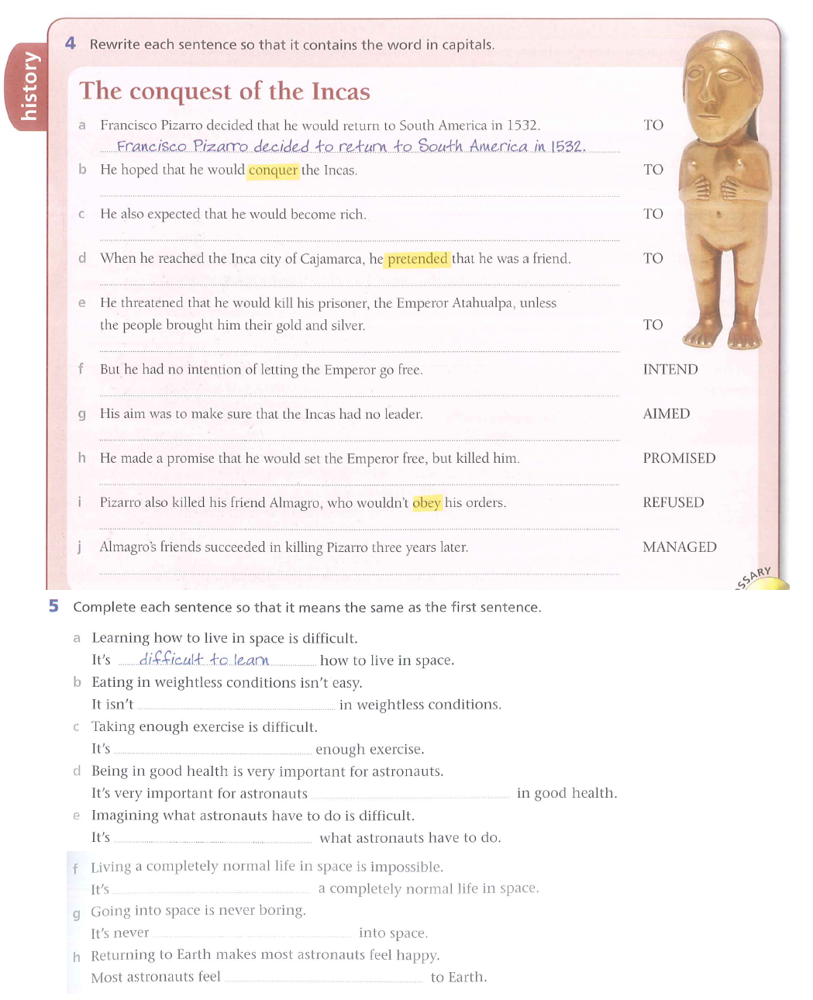 history
4 Rewrite each sentence so that it contains the word in capitals.
The conquest of the Incas
a Francisco Pizarro decided that he would return to South America in 1532. TO
Francisco Pizarro decided to return to South America in 1532.
b He hoped that he would conquer the Incas. TO
c He also expected that he would become rich. TO
d When he reached the Inca city of Cajamarca, he pretended that he was a friend. TO
e He threatened that he would kill his prisoner, the Emperor Atahualpa, unless
the people brought him their gold and silver. TO
f But he had no intention of letting the Emperor go free. INTEND
g His aim was to make sure that the Incas had no leader. AIMED
h He made a promise that he would set the Emperor free, but killed him. PROMISED
i Pizarro also killed his friend Almagro, who wouldn't obey his orders. REFUSED
j Almagro's friends succeeded in killing Pizarro three years later. MANAGED
5 Complete each sentence so that it means the same as the first sentence.
a Learning how to live in space is difficult.
It's difficult to learn how to live in space.
b Eating in weightless conditions isn't easy.
It isn't in weightless conditions.
c Taking enough exercise is difficult.
It's enough exercise.
d Being in good health is very important for astronauts.
It's very important for astronauts in good health.
e Imagining what astronauts have to do is difficult.
It's what astronauts have to do.
f Living a completely normal life in space is impossible.
It's a completely normal life in space.
g Going into space is never boring.
It's never into space.
h Returning to Earth makes most astronauts feel happy.
Most astronauts feel to Earth.